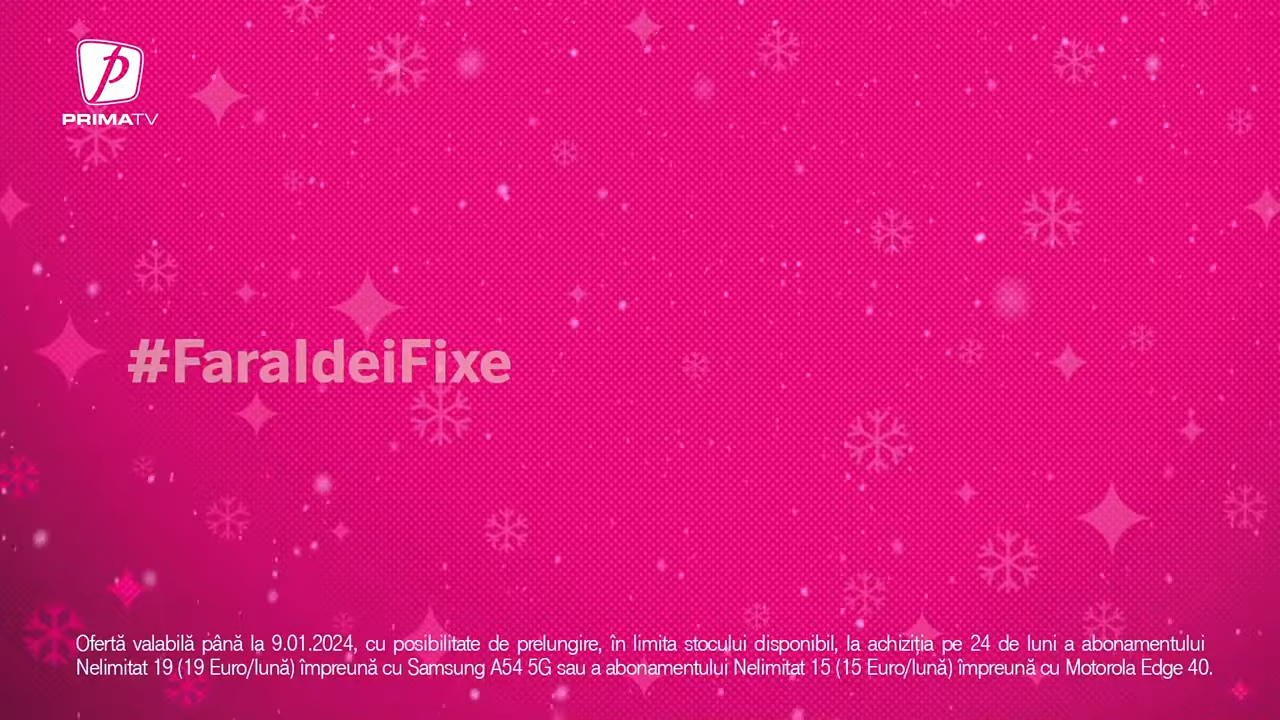 PRIMATV
#FaraIdeiFixe
Ofertă valabilă până la 9.01.2024, cu posibilitate de prelungire, în limita stocului disponibil, la achiziția pe 24 de luni a abonamentului
Nelimitat 19 (19 Euro/lună) împreună cu Samsung A54 5G sau a abonamentului Nelimitat 15 (15 Euro/lună) împreună cu Motorola Edge 40.